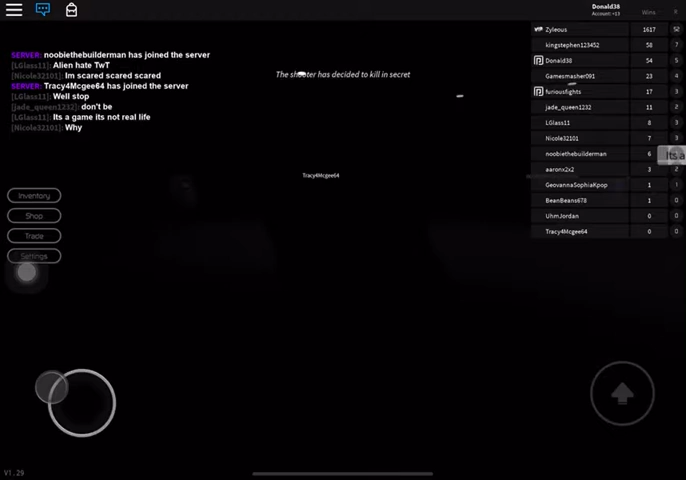 Donald38
Account: +13
Wins
SERVER: noobiethebuilderman has joined the server
[LGlass11]: Alien hate TwT
[Nicole32101]: Im scared scared scared
SERVER: Tracy4Mcgee64 has joined the server
[LGlass11]: Well stop
[jade_queen1232]: don't be
[LGlass11]: Its a game its not real life
[Nicole32101]: Why
The shooter has decided to kill in secret
Tracy4Mcgee64
Zyleous 1617 52
kingstephen123452 58 7
Donald38 54 5
Gamesmasher091 23 4
furiousfights 17 3
jade_queen1232 11 2
LGlass11 8 3
Nicole32101 7 3
noobiethebuilderman 6
Its a
aaronx2x2 3 2
GeovannaSophiaKpop 1 1
BeanBeans678 1 0
UhmJordan 0 0
Tracy4Mcgee64 0 0
Inventory
Shop
Trade
Settings
V1.29